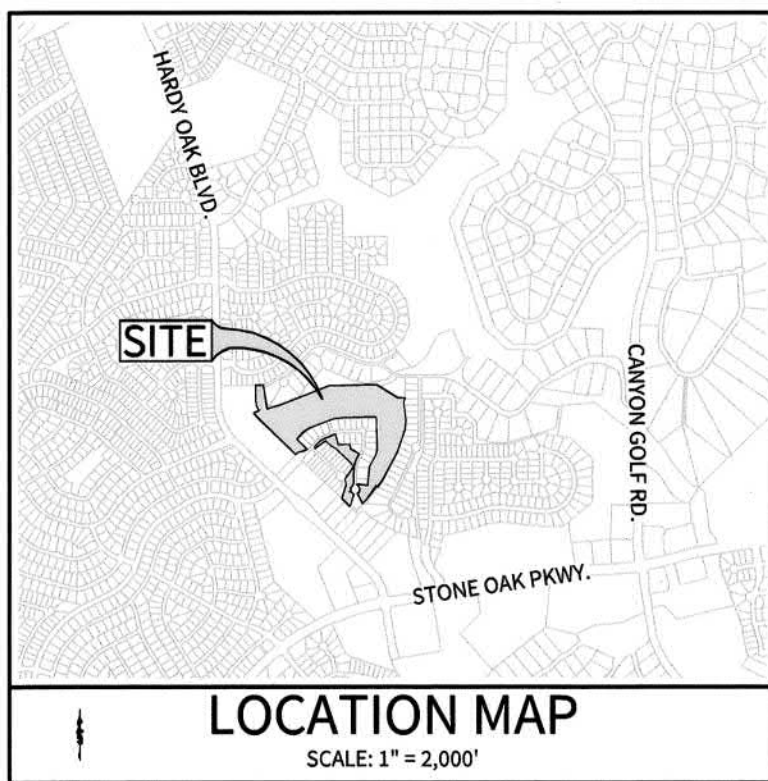 HARDY OAK BLVD.
SITE
CANYON GOLF RD.
STONE OAK PKWY.
LOCATION MAP
SCALE: 1" = 2,000'